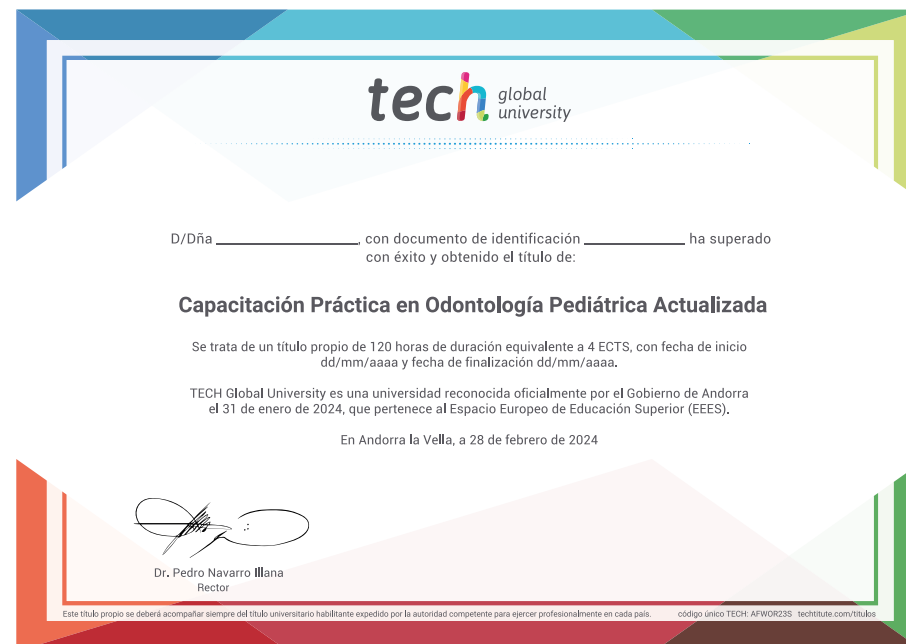 tech global university
D/Dña ________________, con documento de identificación ____________ ha superado
con éxito y obtenido el título de:
Capacitación Práctica en Odontología Pediátrica Actualizada
Se trata de un título propio de 120 horas de duración equivalente a 4 ECTS, con fecha de inicio
dd/mm/aaaa y fecha de finalización dd/mm/aaaa.
TECH Global University es una universidad reconocida oficialmente por el Gobierno de Andorra
el 31 de enero de 2024, que pertenece al Espacio Europeo de Educación Superior (EEES).
En Andorra la Vella, a 28 de febrero de 2024
Dr. Pedro Navarro Illana
Rector
Este título propio se deberá acompañar siempre del título universitario habilitante expedido por la autoridad competente para ejercer profesionalmente en cada país. código único TECH: AFWOR23S techtitute.com/titulos